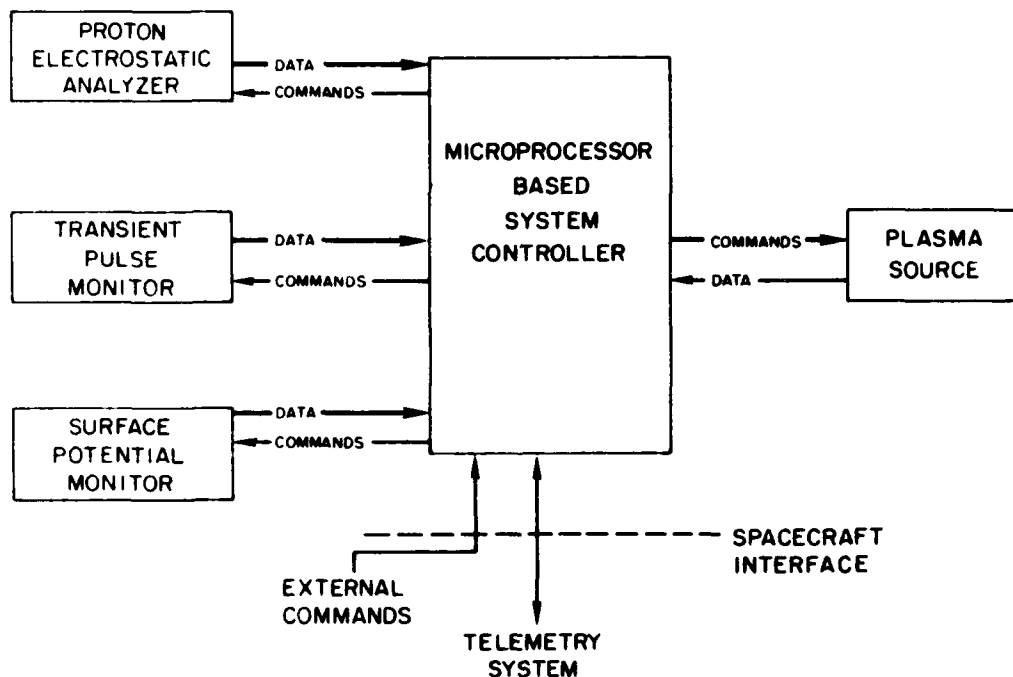 PROTON
ELECTROSTATIC
ANALYZER
DATA
COMMANDS
TRANSIENT
PULSE
MONITOR
DATA
COMMANDS
SURFACE
POTENTIAL
MONITOR
DATA
COMMANDS
MICROPROCESSOR
BASED
SYSTEM
CONTROLLER
COMMANDS
DATA
PLASMA
SOURCE
SPACECRAFT
INTERFACE
EXTERNAL
COMMANDS
TELEMETRY
SYSTEM